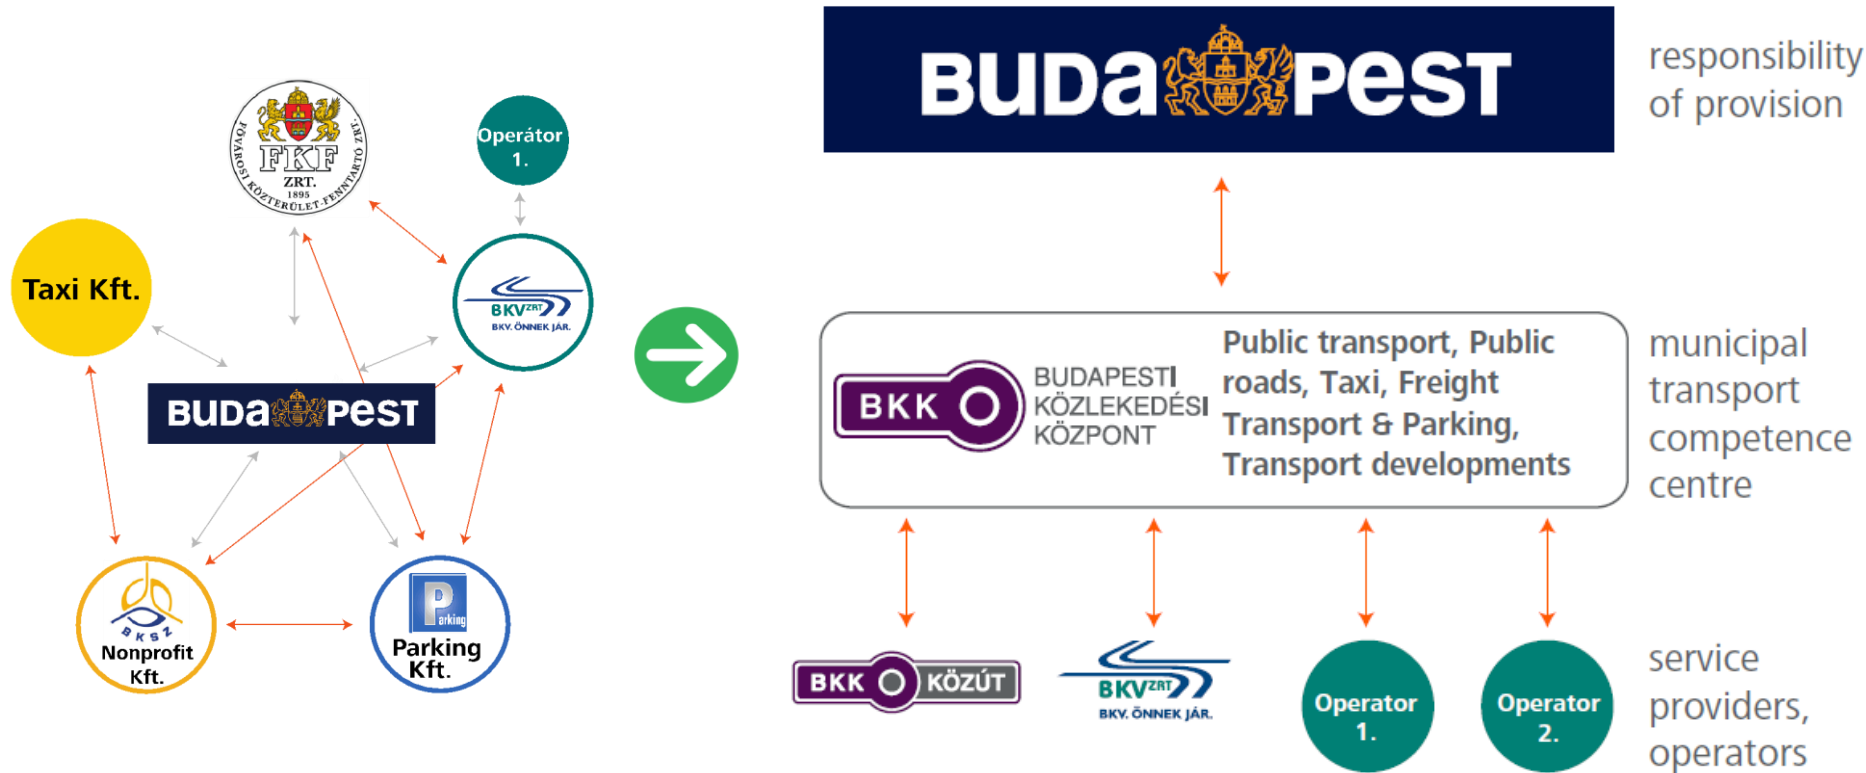 FKF
ZRT.
1895
FŐVÁROSI KÖZTERÜLET-FENNTARTÓ ZRT.
Operátor
1.
Taxi Kft.
BKV ZRT
BKV. ÖNNEK JÁR.
BUDAPEST
BKSZ
Nonprofit
Kft.
Parking
Parking
Kft.
BUDAPEST
responsibility
of provision
BKK
BUDAPESTI
KÖZLEKEDÉSI
KÖZPONT
Public transport, Public
roads, Taxi, Freight
Transport & Parking,
Transport developments
municipal
transport
competence
centre
BKK KÖZÚT
BKV ZRT
BKV. ÖNNEK JÁR.
Operator
1.
Operator
2.
service
providers,
operators